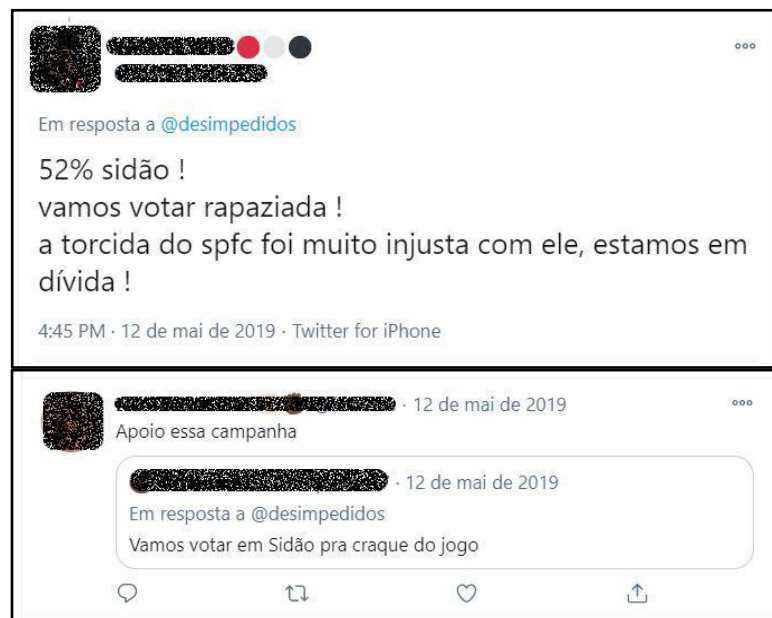 Em resposta a @desimpedidos
52% sidão !
vamos votar rapaziada !
a torcida do spfc foi muito injusta com ele, estamos em
dívida !
4:45 PM · 12 de mai de 2019 · Twitter for iPhone
· 12 de mai de 2019
Apoio essa campanha
· 12 de mai de 2019
Em resposta a @desimpedidos
Vamos votar em Sidão pra craque do jogo